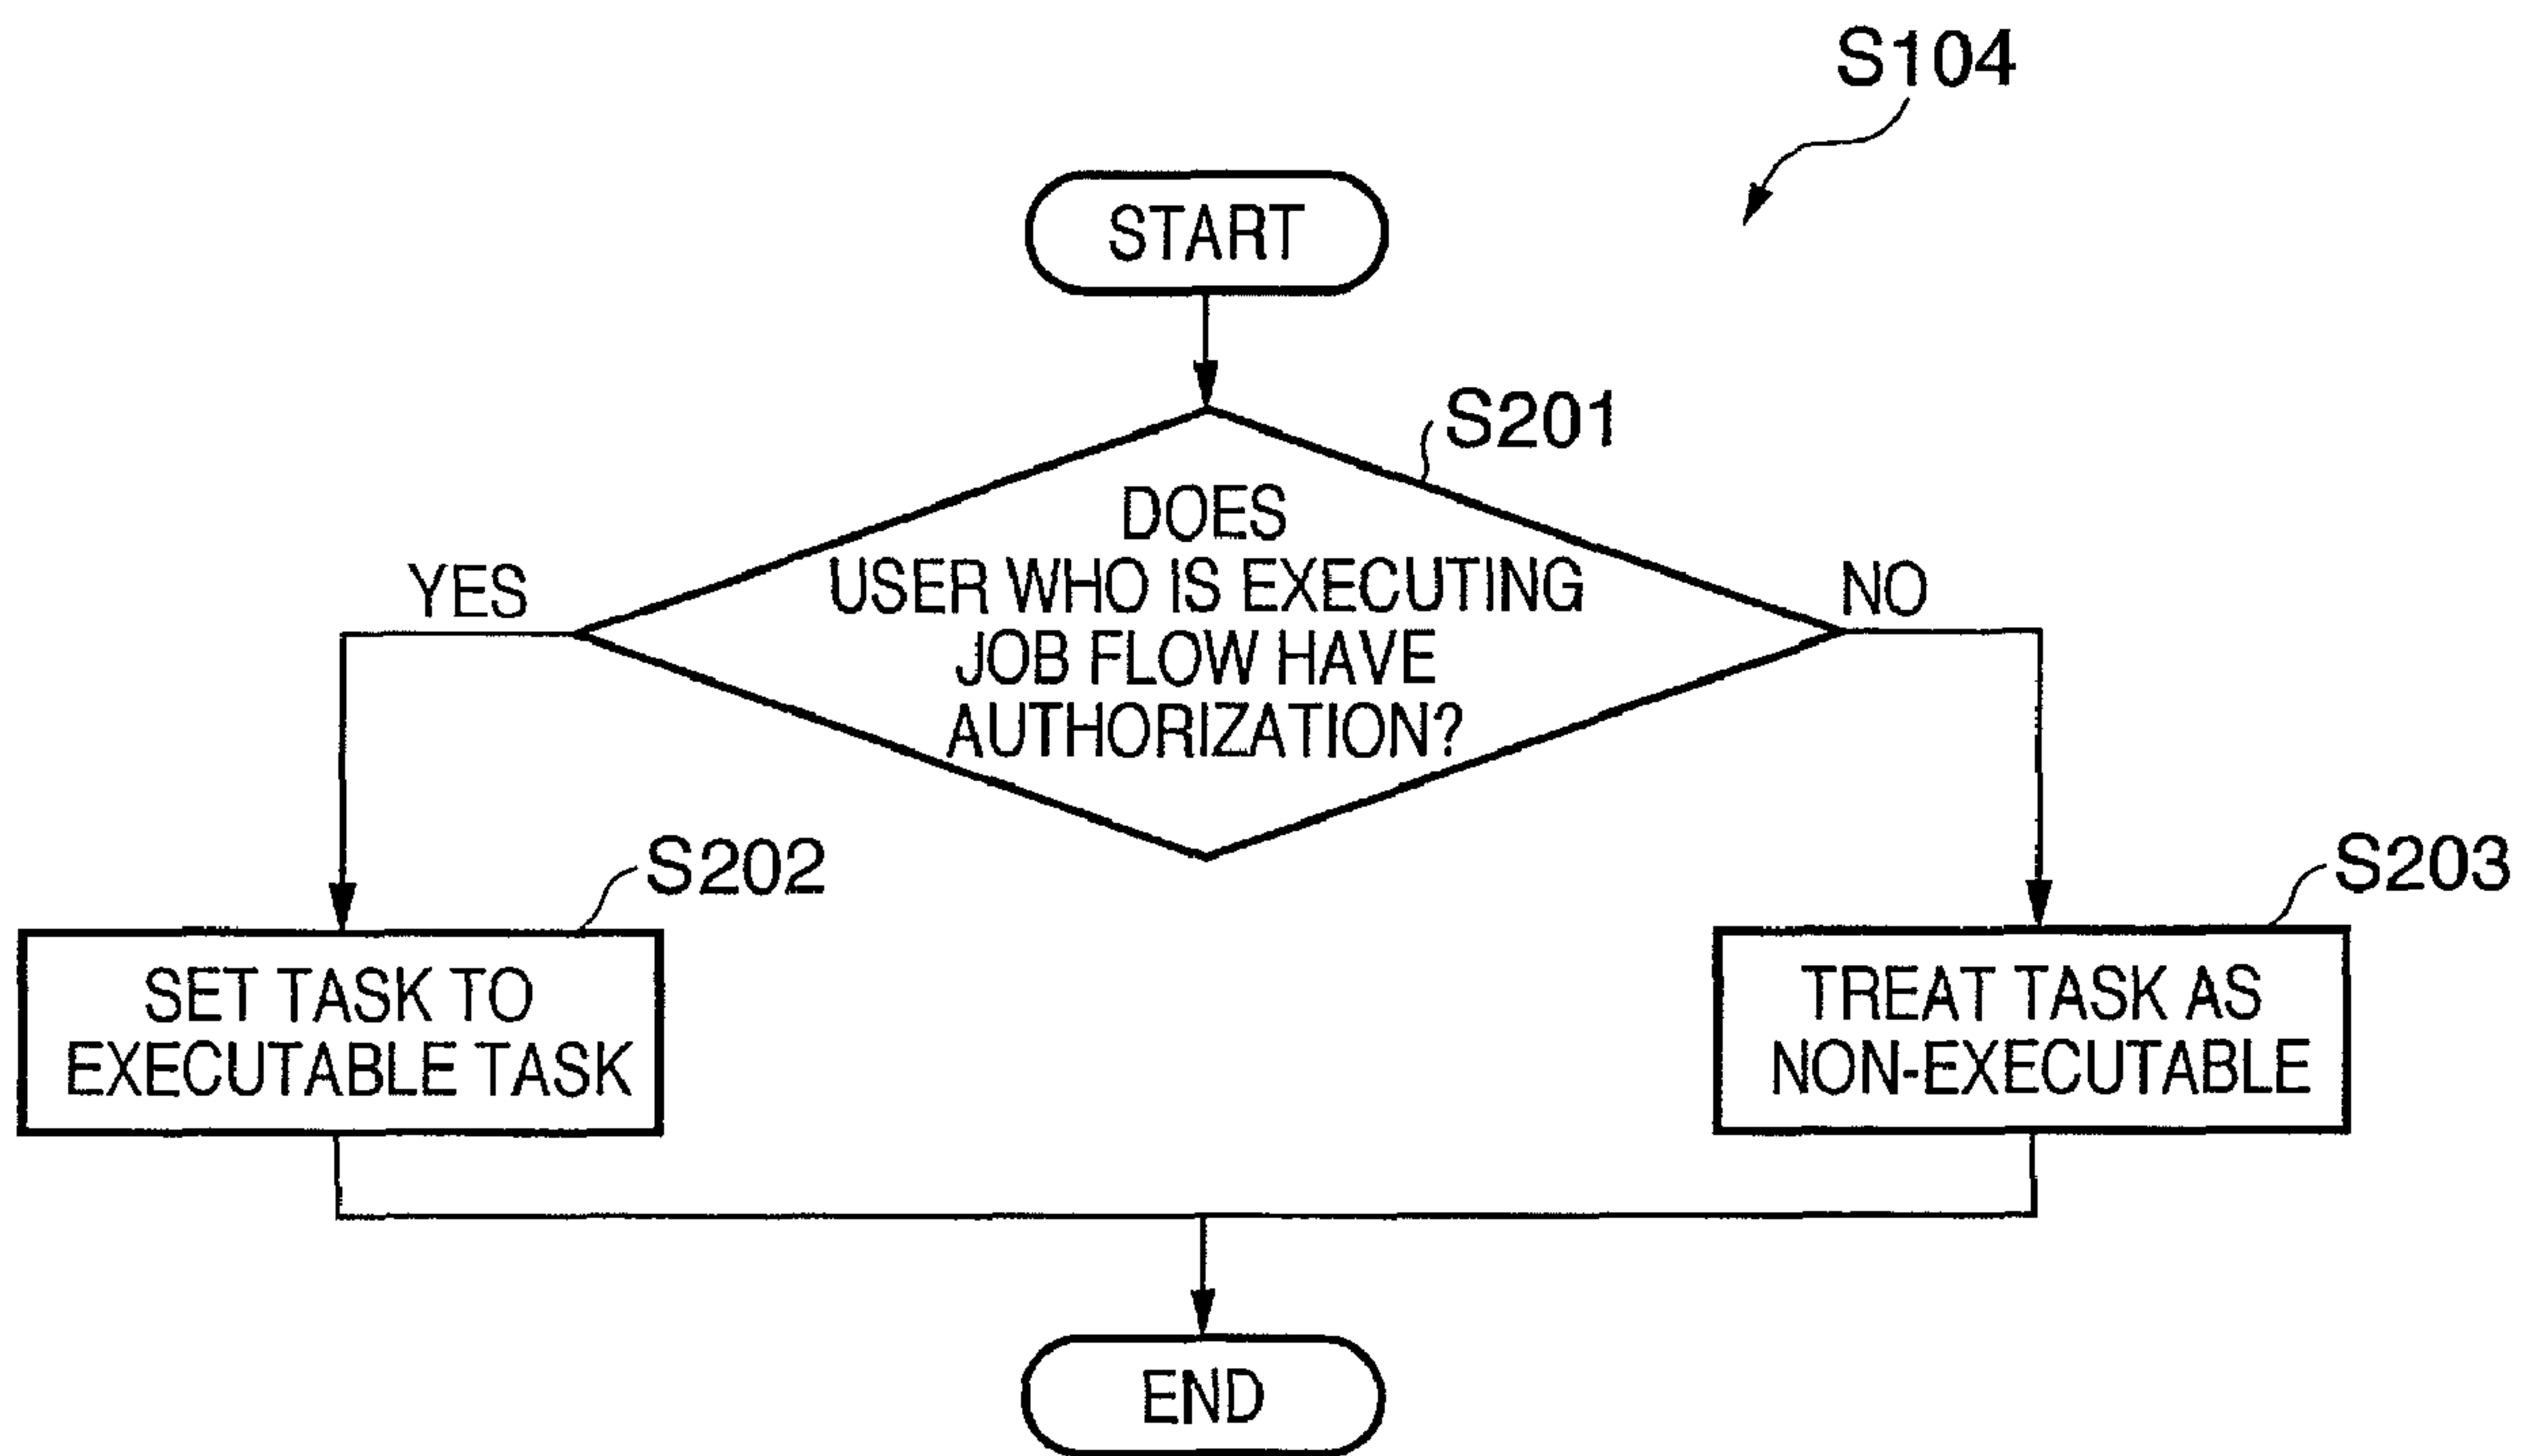 S104
START
S201
DOES
USER WHO IS EXECUTING
JOB FLOW HAVE
AUTHORIZATION?
YES
NO
S202
SET TASK TO
EXECUTABLE TASK
S203
TREAT TASK AS
NON-EXECUTABLE
END